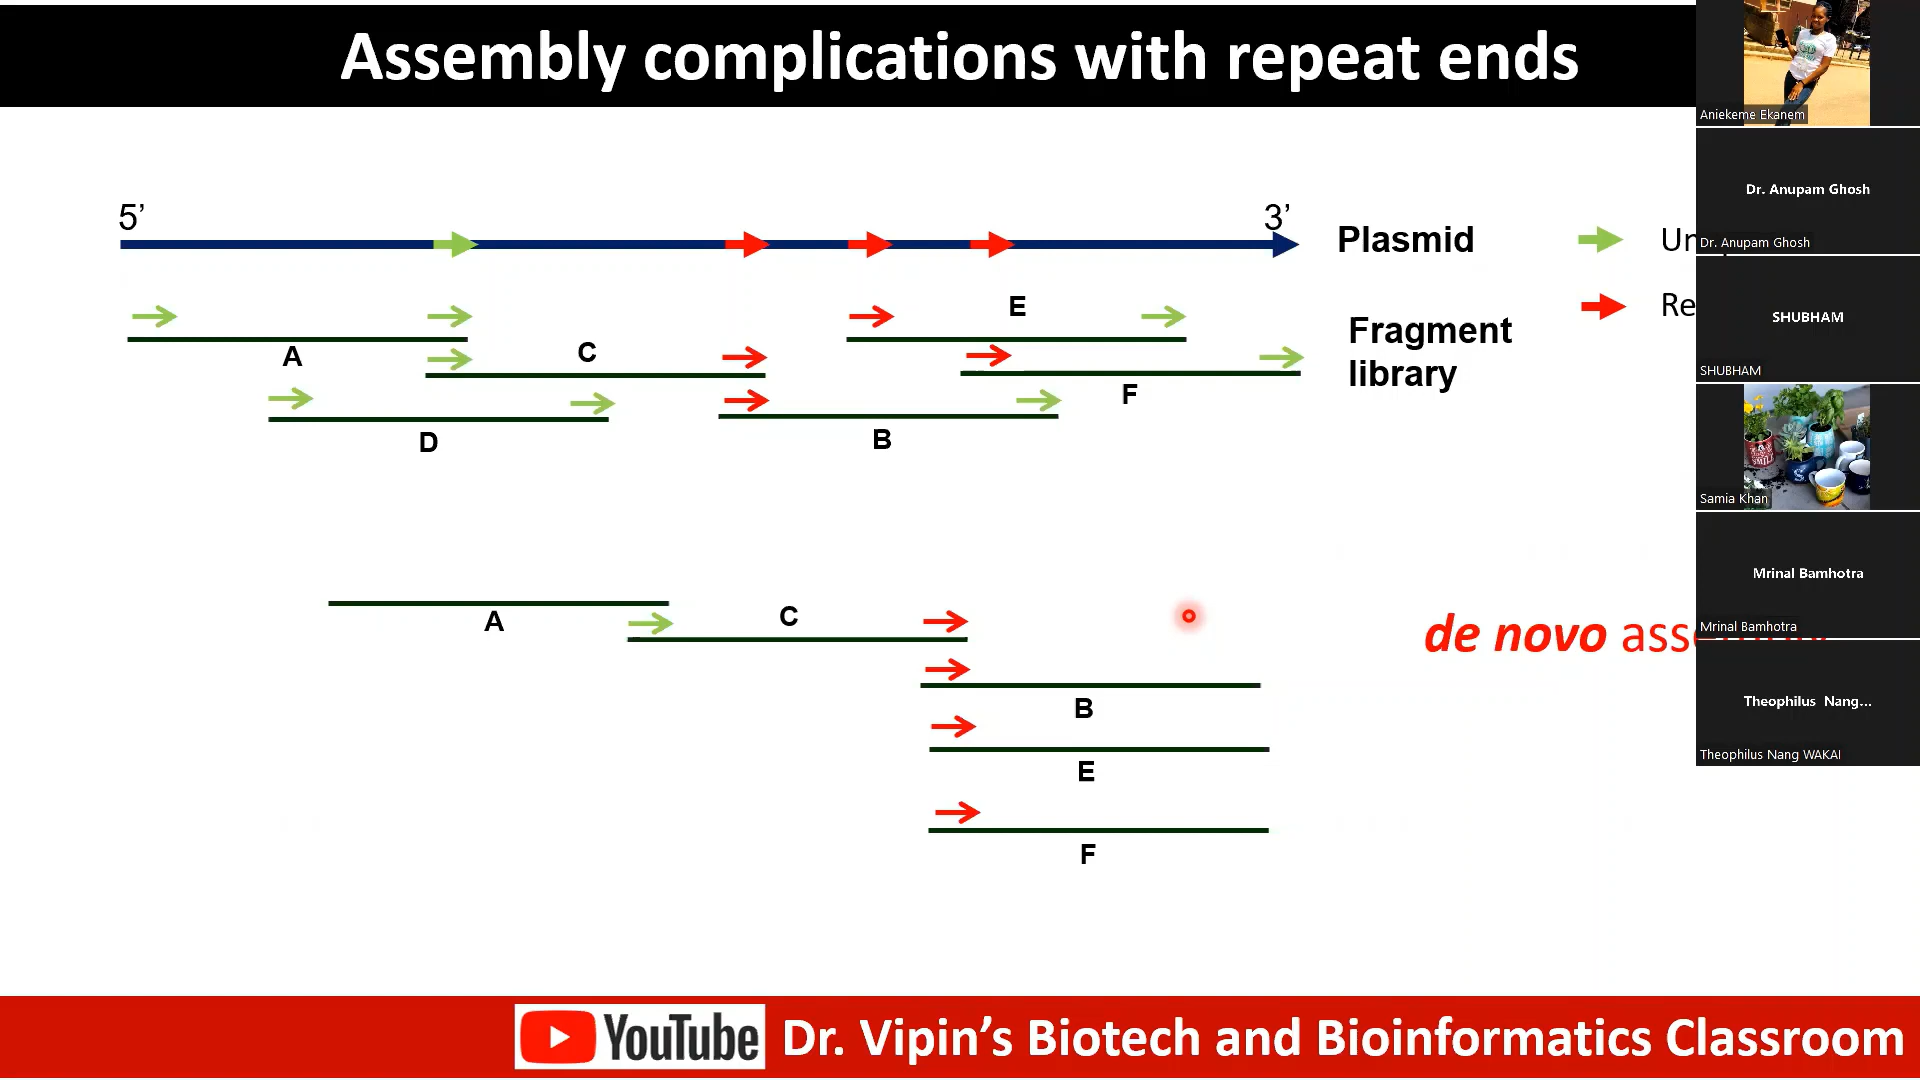 Assembly complications with repeat ends
Aniekeme Ekanem
Dr. Anupam Ghosh
Dr. Anupam Ghosh
5’
3’
Plasmid
E
SHUBHAM
SHUBHAM
Fragment
library
A
C
F
D
B
Samia Khan
Mrinal Bamhotra
Mrinal Bamhotra
A
C
de novo
B
Theophilus Nang...
Theophilus Nang WAKAI
E
F
YouTube
Dr. Vipin’s Biotech and Bioinformatics Classroom